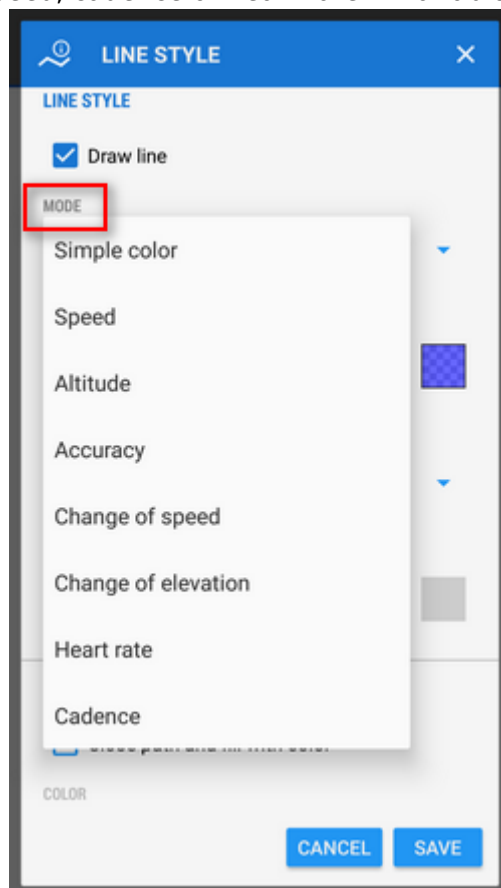 LINE STYLE
LINE STYLE
Draw line
MODE
Simple color
Speed
Altitude
Accuracy
Change of speed
Change of elevation
Heart rate
Cadence
COLOR
CANCEL
SAVE